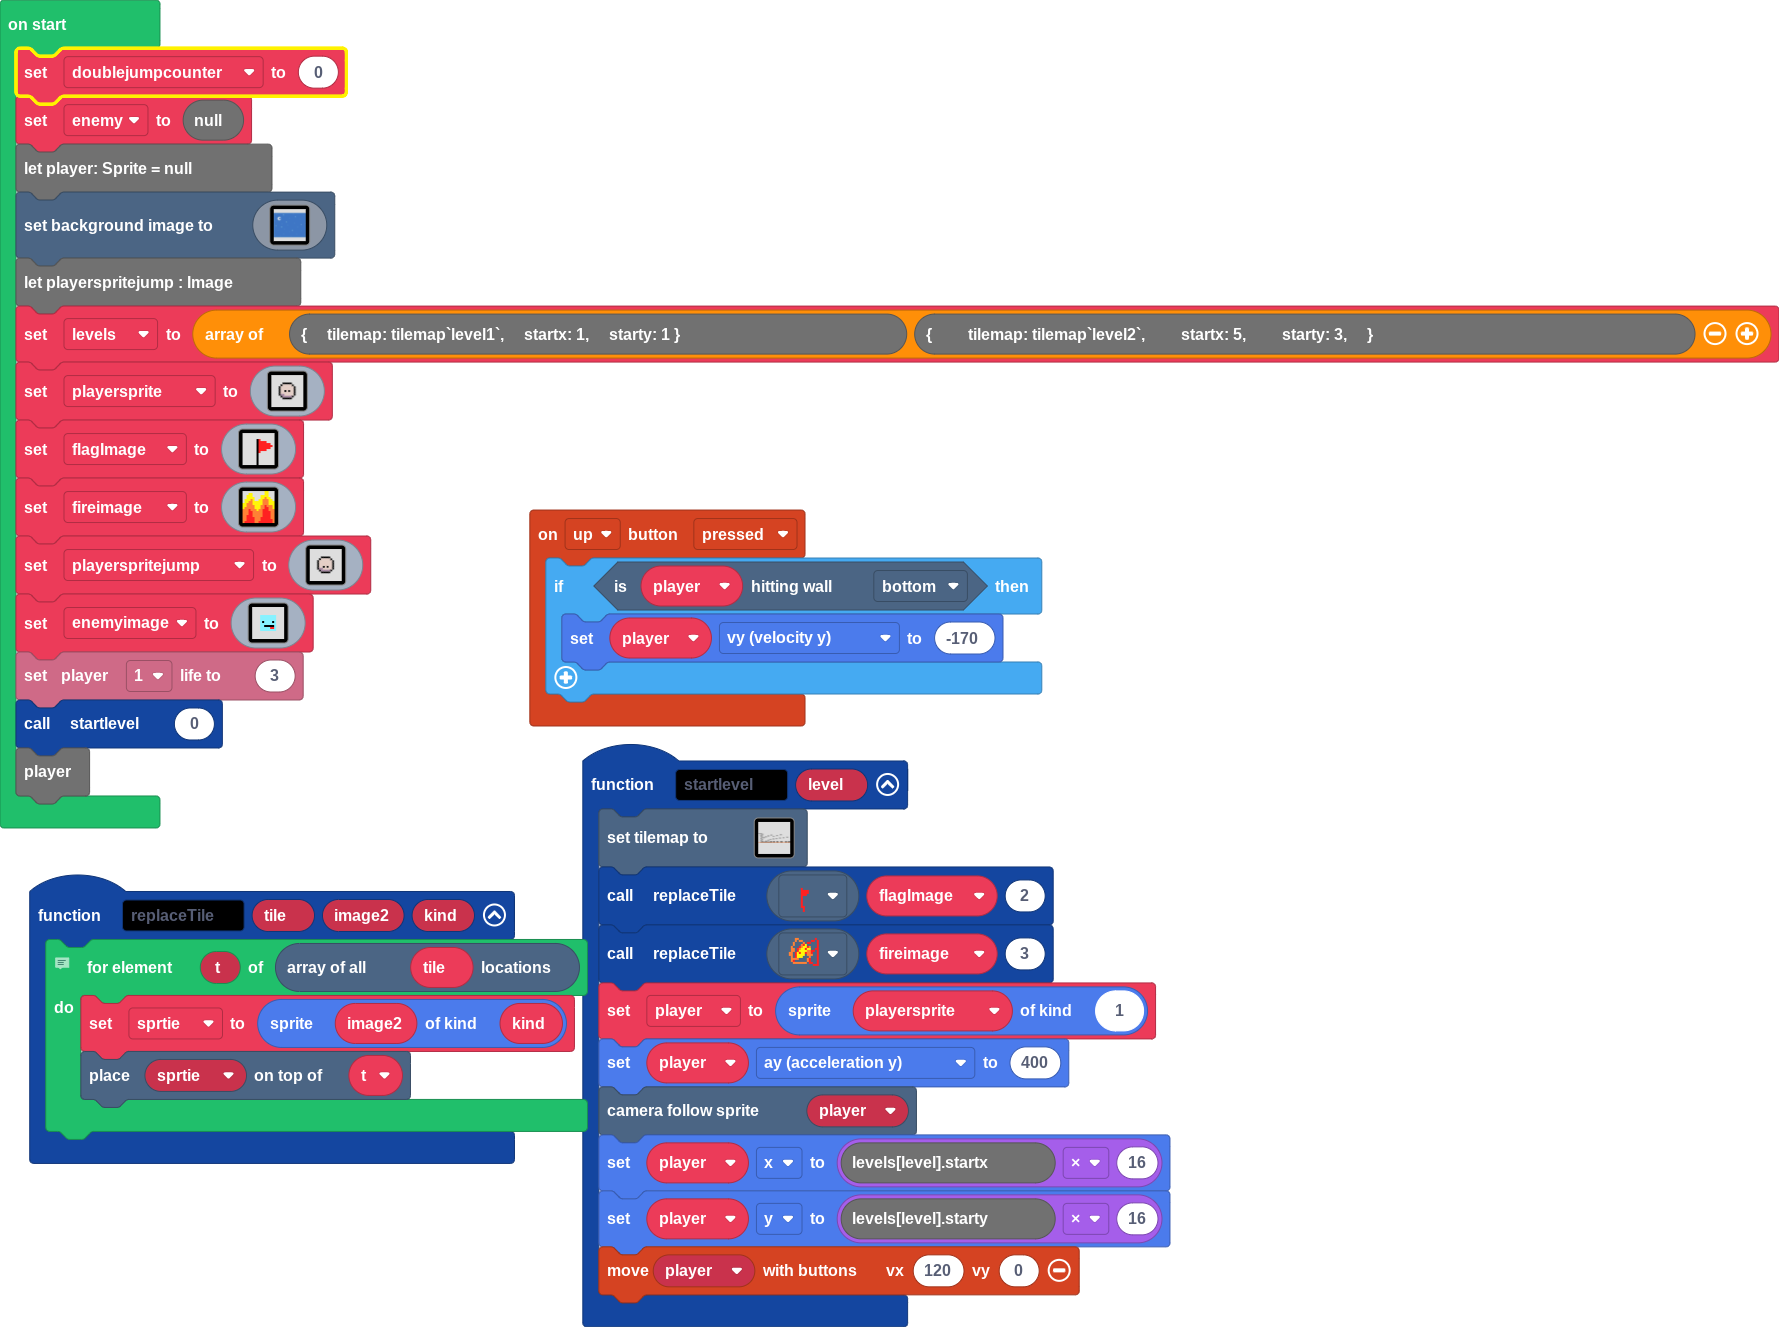 on start
set doublejumpcounter to 0
set enemy to null
let player: Sprite = null
set background image to
let playerspritejump : Image
set levels to array of { tilemap: tilemap`level1`, startx: 1, starty: 1 } { tilemap: tilemap`level2`, startx: 5, starty: 3, }
set playersprite to
set flagImage to
set fireimage to
set playerspritejump to
set enemyimage to
set player 1 life to 3
call startlevel 0
player
on up button pressed
if is player hitting wall bottom then
set player vy (velocity y) to -170
function startlevel level
set tilemap to
call replaceTile flagImage 2
call replaceTile fireimage 3
set player to sprite playersprite of kind 1
set player ay (acceleration y) to 400
camera follow sprite player
set player x to levels[level].startx × 16
set player y to levels[level].starty × 16
move player with buttons vx 120 vy 0
function replaceTile tile image2 kind
for element t of array of all tile locations
do
set sprtie to sprite image2 of kind kind
place sprtie on top of t